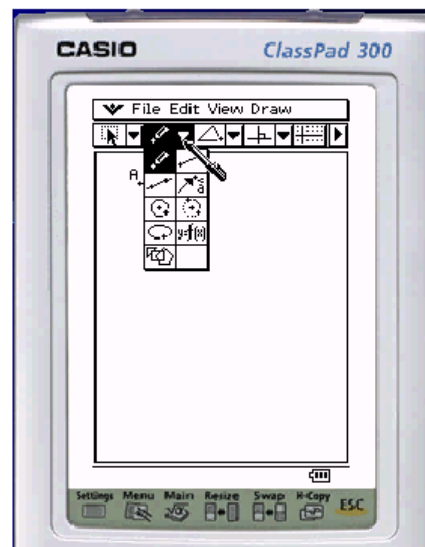 CASIO ClassPad 300
File Edit View Draw
A
y=f(x)
Settings Menu Main Resize Swap H-Copy ESC